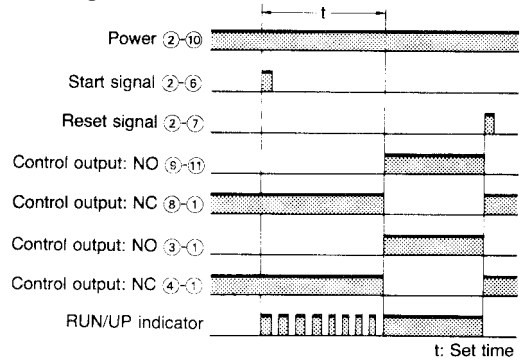 t
Power ②-⑩
Start signal ②-⑥
Reset signal ②-⑦
Control output: NO ⑨-⑪
Control output: NC ⑧-①
Control output: NO ③-①
Control output: NC ④-①
RUN/UP indicator
t: Set time